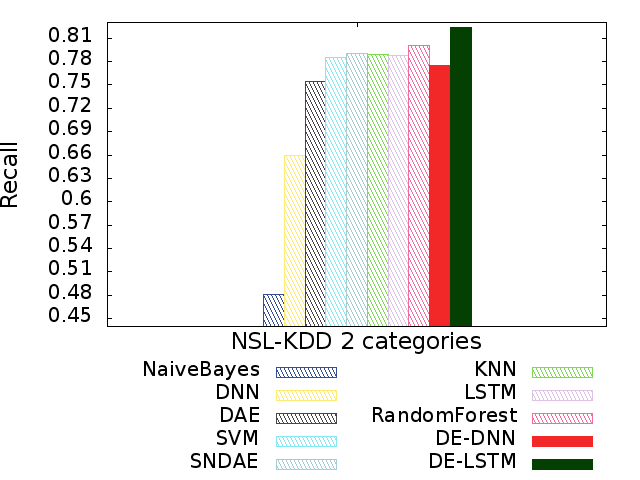 Recall
0.81
0.78
0.75
0.72
0.69
0.66
0.63
0.6
0.57
0.54
0.51
0.48
0.45
NSL-KDD 2 categories
NaiveBayes
DNN
DAE
SVM
SNDAE
KNN
LSTM
RandomForest
DE-DNN
DE-LSTM